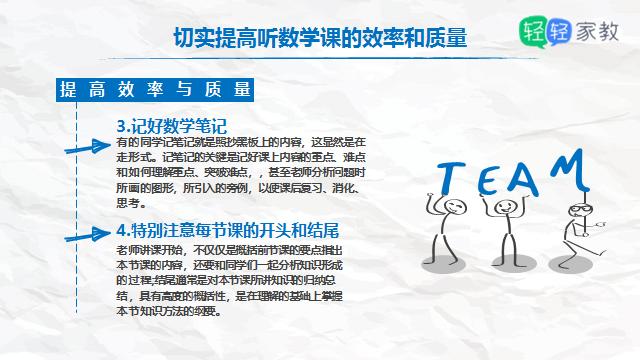 切实提高听数学课的效率和质量
轻轻家教
提高效率与质量
3.记好数学笔记
有的同学记笔记就是照抄黑板上的内容，这显然是在
走形式。记笔记的关键是记好课上内容的重点、难点
和如何理解重点、突破难点，，甚至老师分析问题时
所画的图形，所引入的旁例，以便课后复习、消化、
思考。
4.特别注意每节课的开头和结尾
老师讲课开始，不仅仅是概括前节课的要点指出
本节课的内容，还要和同学们一起分析知识形成
的过程;结尾通常是对本节课所讲知识的归纳总
结，具有高度的概括性，是在理解的基础上掌握
本节知识方法的纲要。
TEAM